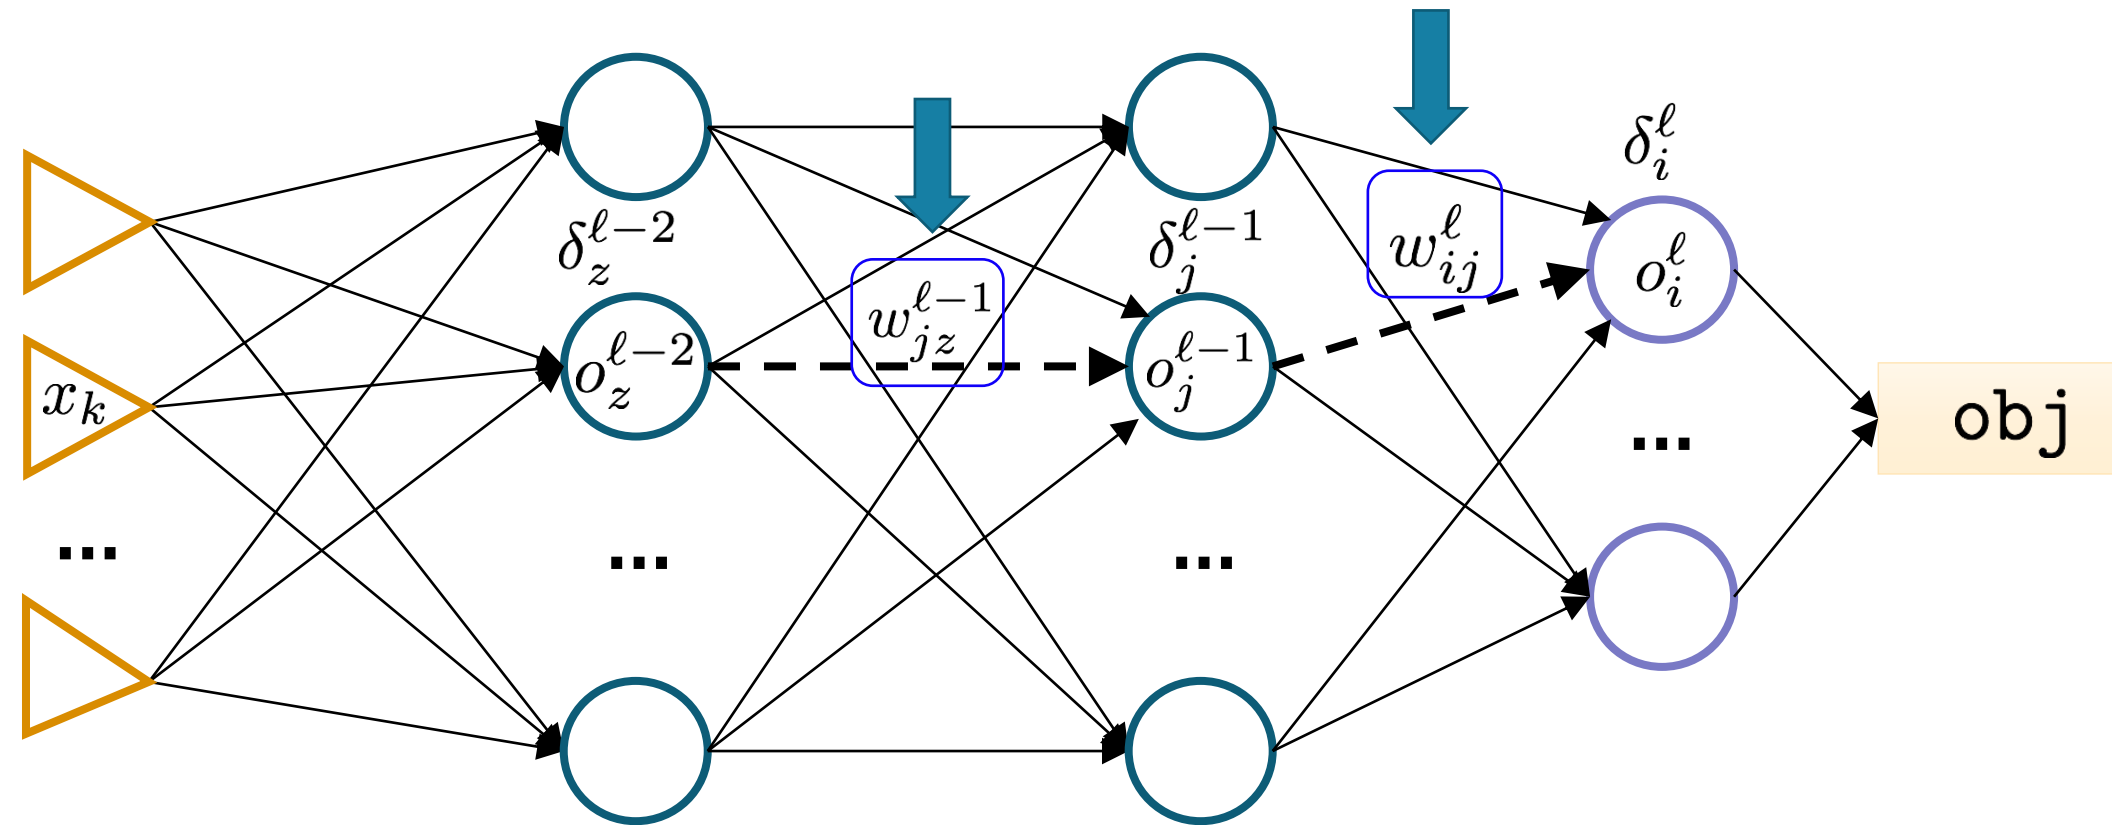 δ_i^ℓ
δ_z^{ℓ−2}
δ_j^{ℓ−1}
w_{ij}^ℓ
o_i^ℓ
w_{jz}^{ℓ−1}
o_z^{ℓ−2}
o_j^{ℓ−1}
x_k
obj
...
...
...
...